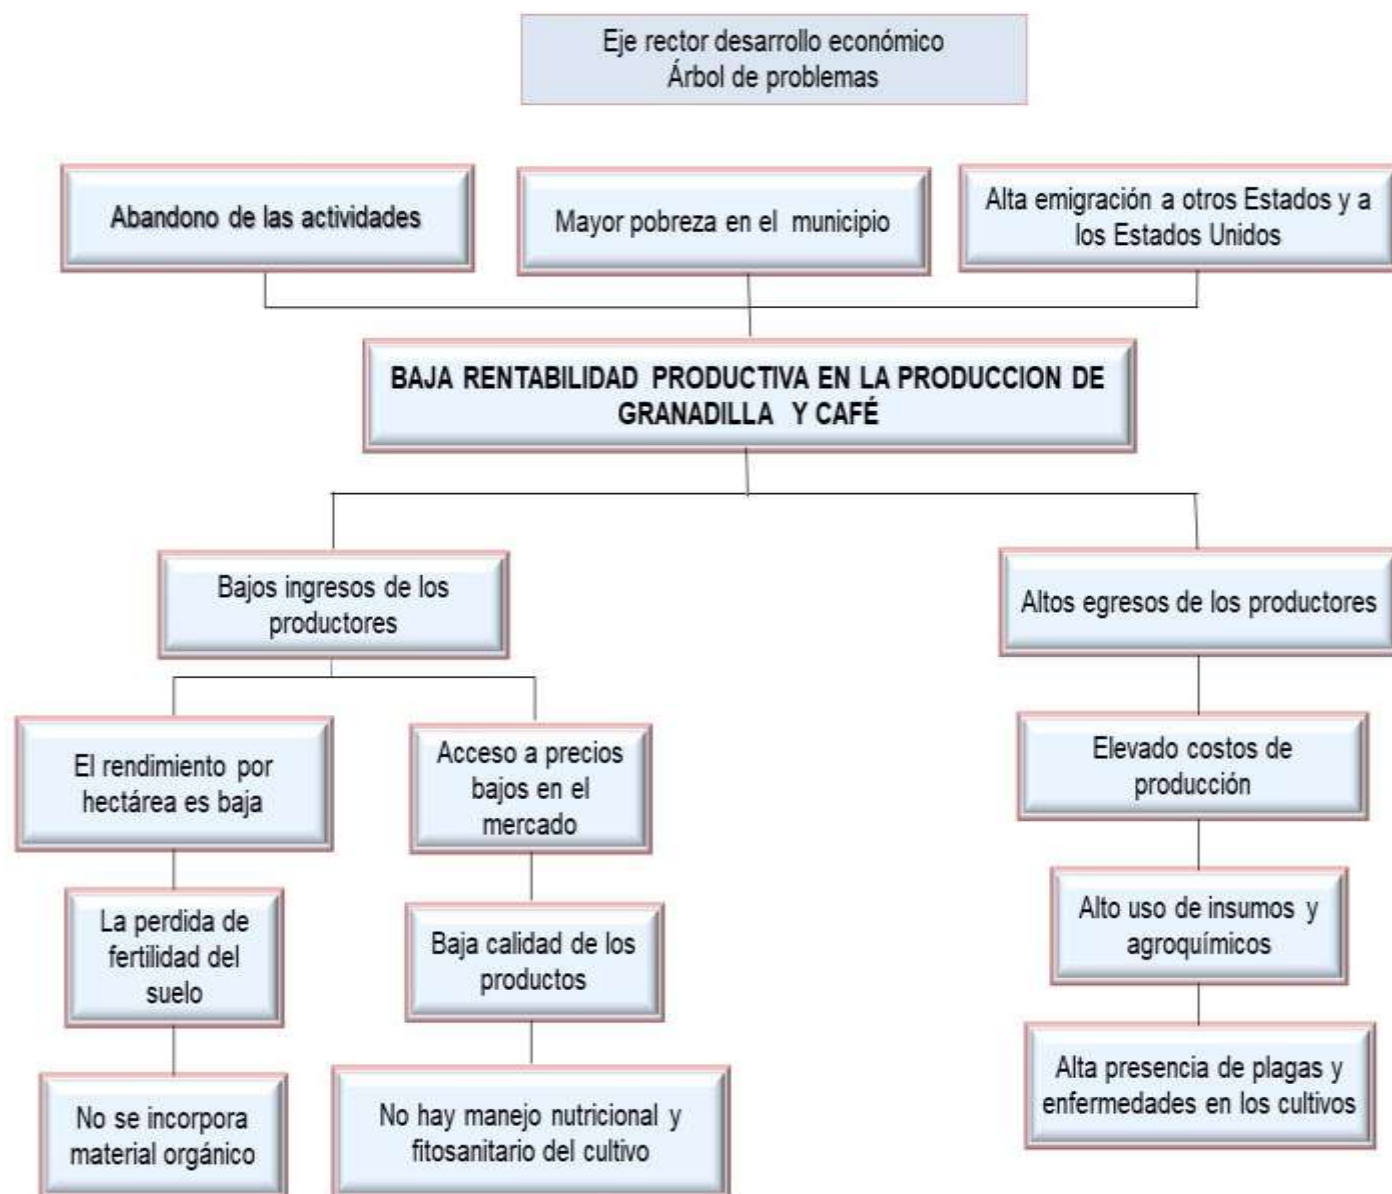 Eje rector desarrollo económico
Árbol de problemas
Abandono de las actividades
Mayor pobreza en el municipio
Alta emigración a otros Estados y a
los Estados Unidos
BAJA RENTABILIDAD PRODUCTIVA EN LA PRODUCCION DE
GRANADILLA Y CAFÉ
Bajos ingresos de los
productores
Altos egresos de los productores
El rendimiento por
hectárea es baja
Acceso a precios
bajos en el
mercado
Elevado costos de
producción
La perdida de
fertilidad del
suelo
Baja calidad de los
productos
Alto uso de insumos y
agroquímicos
No se incorpora
material orgánico
No hay manejo nutricional y
fitosanitario del cultivo
Alta presencia de plagas y
enfermedades en los cultivos